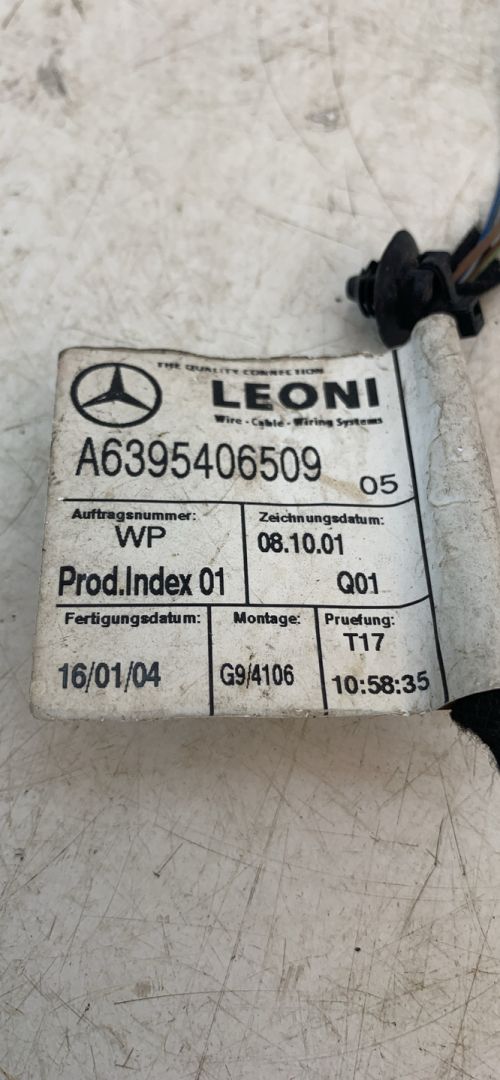 THE QUALITY CONNECTION
LEONI
Wire - Cable - Wiring Systems
A6395406509 05
Auftragsnummer:
WP
Prod.Index 01
Zeichnungsdatum:
08.10.01
Q01
Fertigungsdatum:
16/01/04
Montage:
G9/4106
Pruefung:
T17
10:58:35